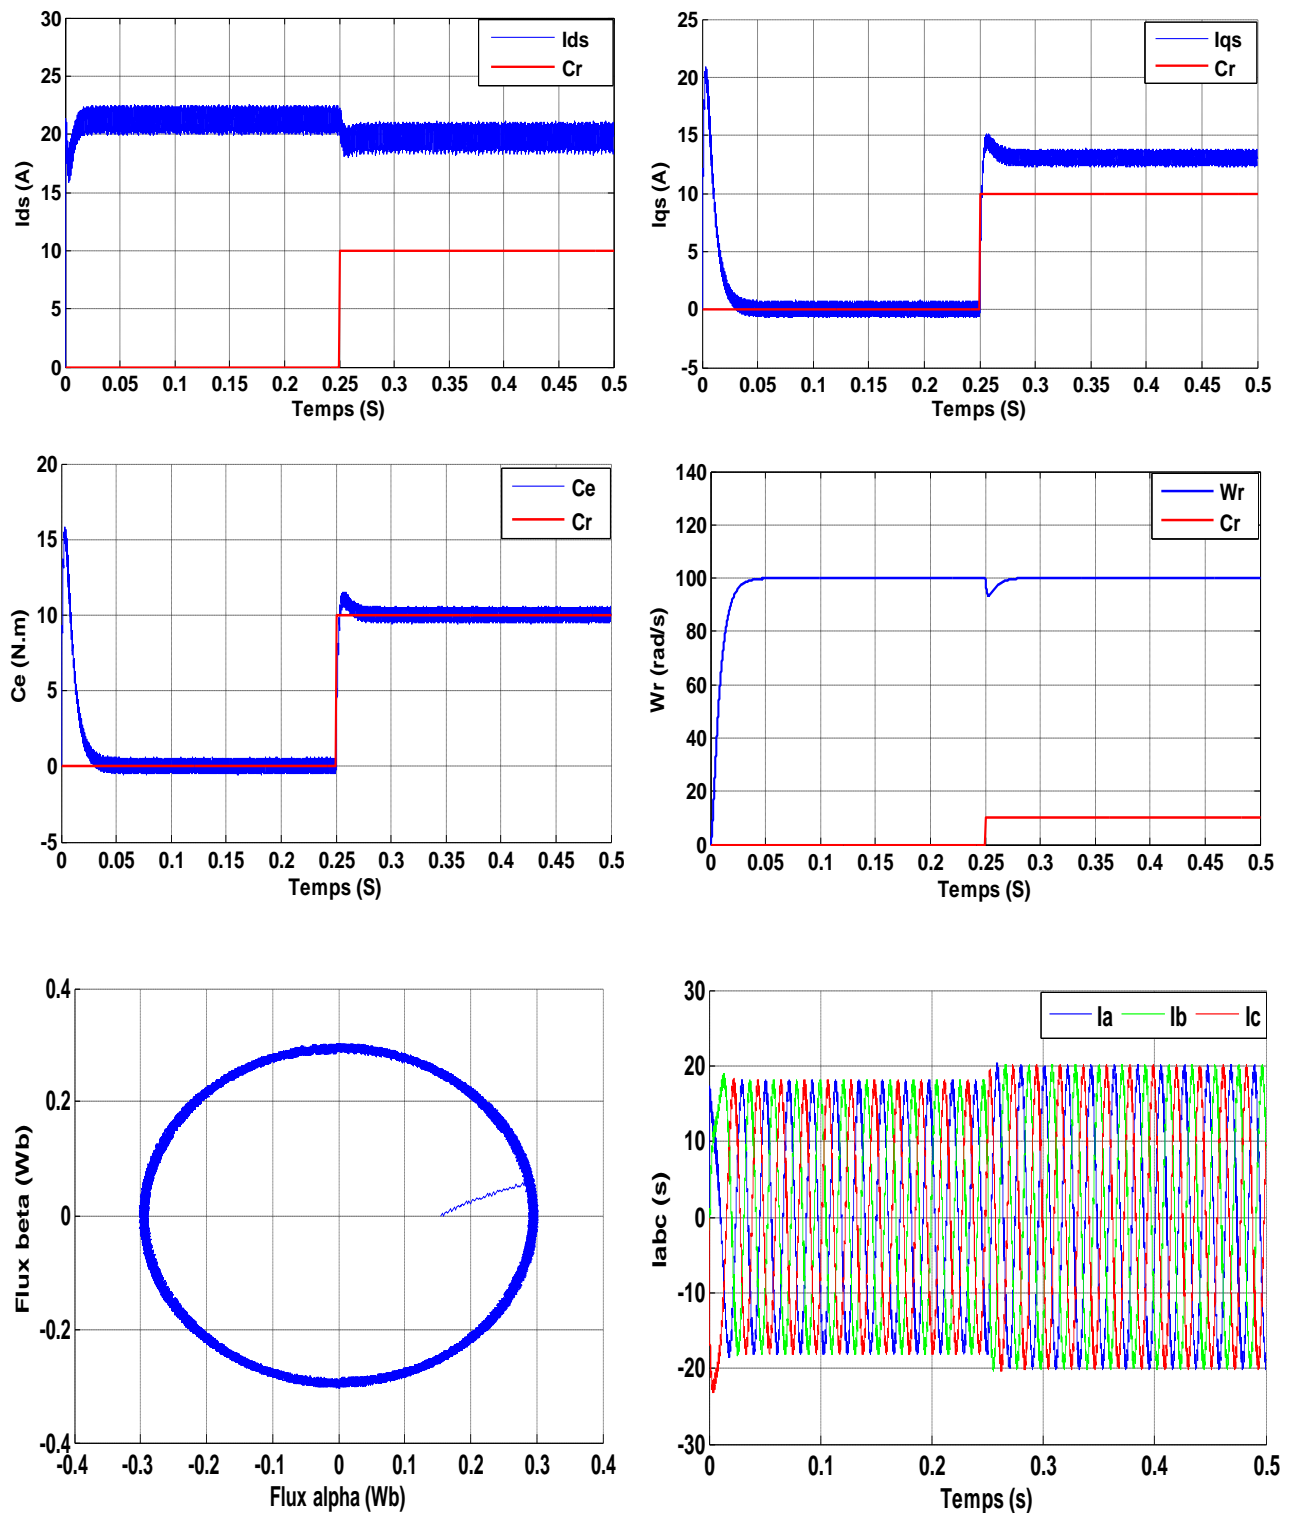 30
25
20
15
10
5
0
Ids (A)
Ids
Cr
0 0.05 0.1 0.15 0.2 0.25 0.3 0.35 0.4 0.45 0.5
Temps (S)
25
20
15
10
5
0
-5
Iqs (A)
Iqs
Cr
0 0.05 0.1 0.15 0.2 0.25 0.3 0.35 0.4 0.45 0.5
Temps (S)
20
15
10
5
0
-5
Ce (N.m)
Ce
Cr
0 0.05 0.1 0.15 0.2 0.25 0.3 0.35 0.4 0.45 0.5
Temps (S)
140
120
100
80
60
40
20
0
Wr (rad/s)
Wr
Cr
0 0.05 0.1 0.15 0.2 0.25 0.3 0.35 0.4 0.45 0.5
Temps (S)
0.4
0.2
0
-0.2
-0.4
Flux beta (Wb)
-0.4 -0.3 -0.2 -0.1 0 0.1 0.2 0.3 0.4
Flux alpha (Wb)
30
20
10
0
-10
-20
-30
Iabc (s)
Ia Ib Ic
0 0.1 0.2 0.3 0.4 0.5
Temps (s)